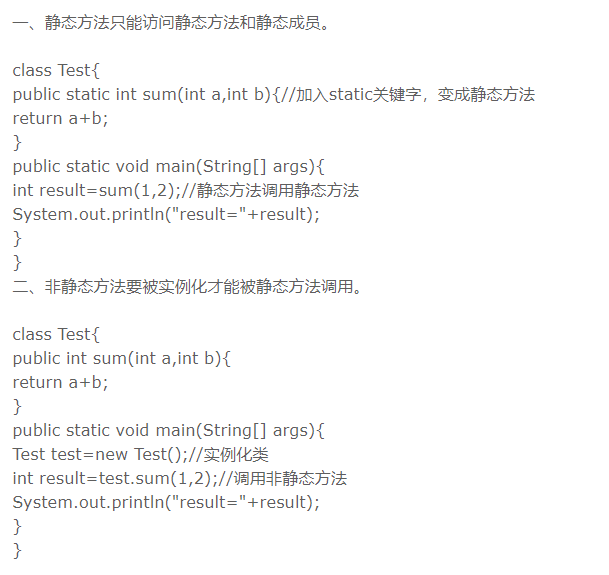 一、静态方法只能访问静态方法和静态成员。
class Test{
public static int sum(int a,int b){//加入static关键字，变成静态方法
return a+b;
}
public static void main(String[] args){
int result=sum(1,2);//静态方法调用静态方法
System.out.println("result="+result);
}
}
二、非静态方法要被实例化才能被静态方法调用。
class Test{
public int sum(int a,int b){
return a+b;
}
public static void main(String[] args){
Test test=new Test();//实例化类
int result=test.sum(1,2);//调用非静态方法
System.out.println("result="+result);
}
}